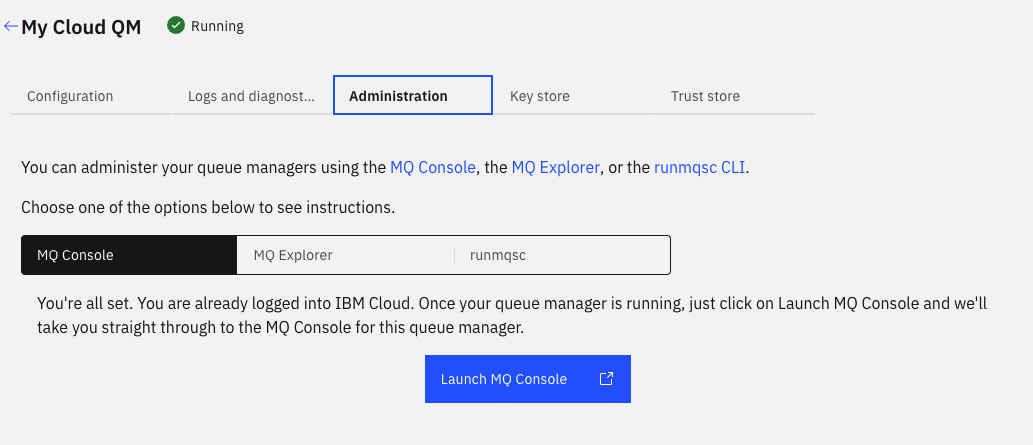 My Cloud QM Running
Configuration Logs and diagnost... Administration Key store Trust store
You can administer your queue managers using the MQ Console, the MQ Explorer, or the runmqsc CLI.
Choose one of the options below to see instructions.
MQ Console MQ Explorer runmqsc
You're all set. You are already logged into IBM Cloud. Once your queue manager is running, just click on Launch MQ Console and we'll
take you straight through to the MQ Console for this queue manager.
Launch MQ Console